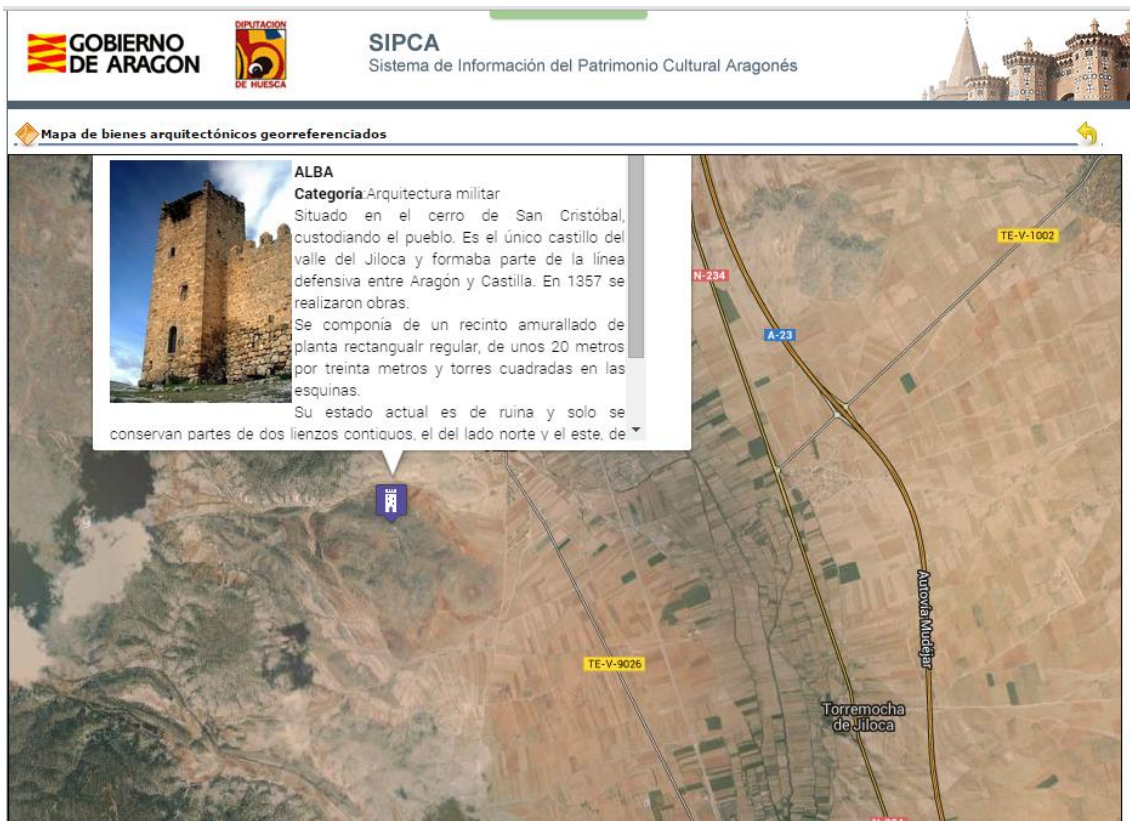 GOBIERNO
DE ARAGON
DIPUTACION
DE HUESCA
SIPCA
Sistema de Información del Patrimonio Cultural Aragonés
Mapa de bienes arquitectónicos georreferenciados
ALBA
Categoría:Arquitectura militar
Situado en el cerro de San Cristóbal,
custodiando el pueblo. Es el único castillo del
valle del Jiloca y formaba parte de la línea
defensiva entre Aragón y Castilla. En 1357 se
realizaron obras.
Se componía de un recinto amurallado de
planta rectangualr regular, de unos 20 metros
por treinta metros y torres cuadradas en las
esquinas.
Su estado actual es de ruina y solo se
conservan partes de dos lienzos contiguos, el del lado norte y el este, de
TE-V-1002
N-234
A-23
Autovía Mudéjar
TE-V-9026
Torremocha
de Jiloca
N-234